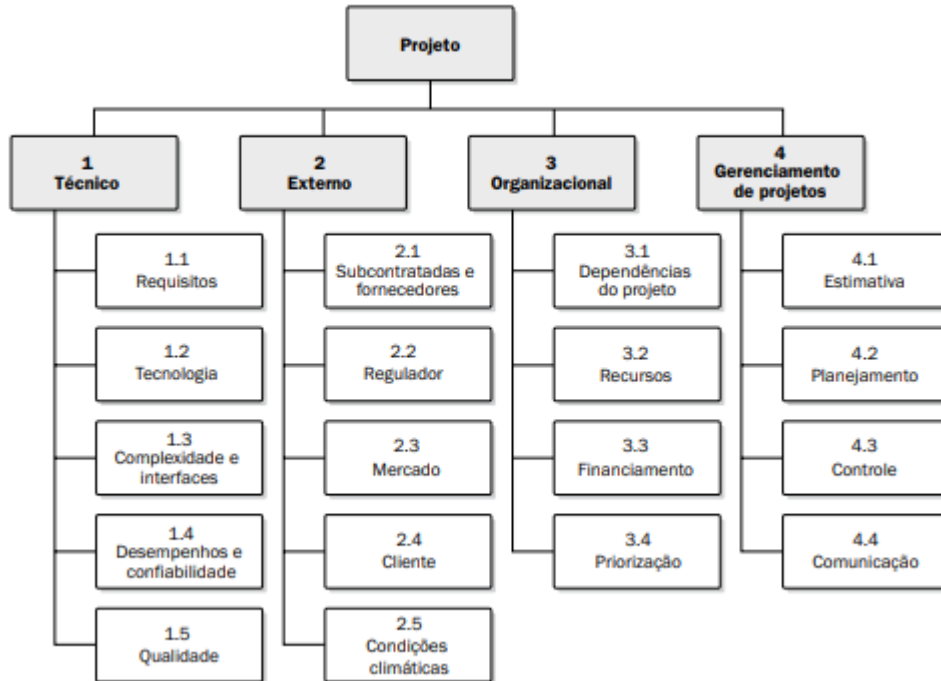 Projeto
1
Técnico
2
Externo
3
Organizacional
4
Gerenciamento
de projetos
1.1
Requisitos
1.2
Tecnologia
1.3
Complexidade e
interfaces
1.4
Desempenhos e
confiabilidade
1.5
Qualidade
2.1
Subcontratadas e
fornecedores
2.2
Regulador
2.3
Mercado
2.4
Cliente
2.5
Condições
climáticas
3.1
Dependências
do projeto
3.2
Recursos
3.3
Financiamento
3.4
Priorização
4.1
Estimativa
4.2
Planejamento
4.3
Controle
4.4
Comunicação